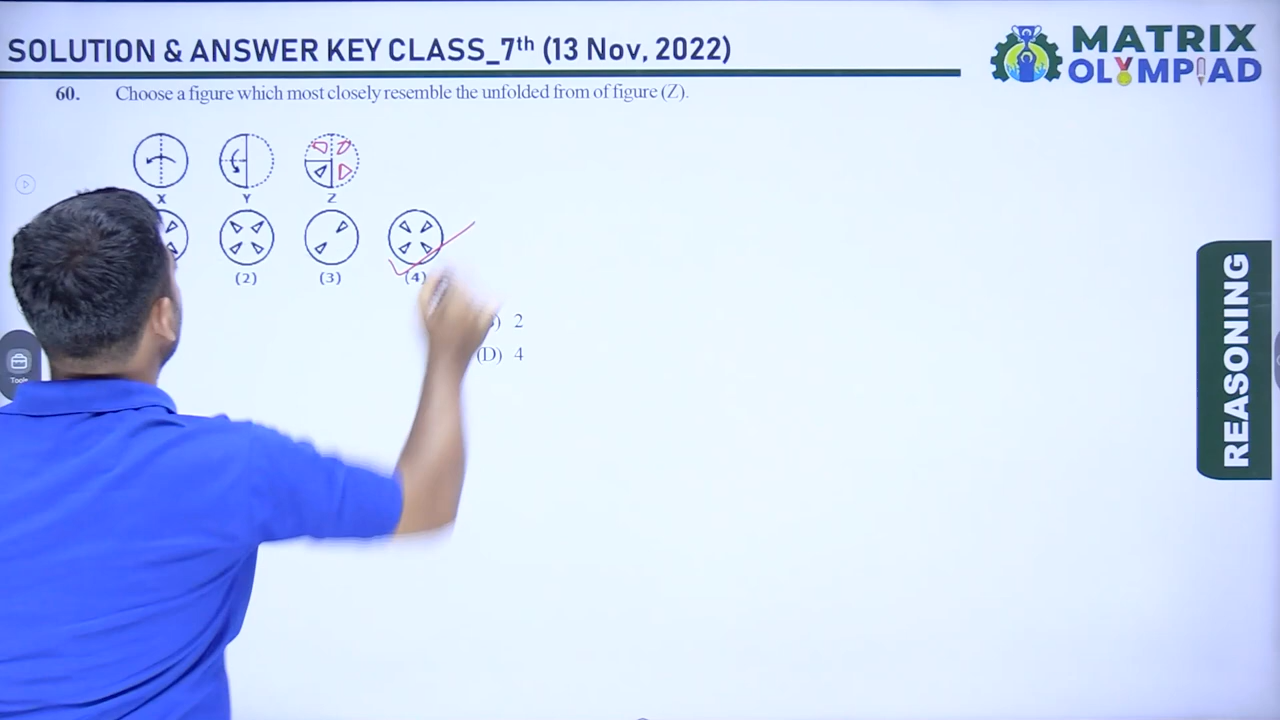 SOLUTION & ANSWER KEY CLASS_7th (13 Nov, 2022)
MATRIX
OLYMPIAD
60. Choose a figure which most closely resemble the unfolded from of figure (Z).
X Y Z
(2) (3) (4)
) 2
(D) 4
Tools
REASONING